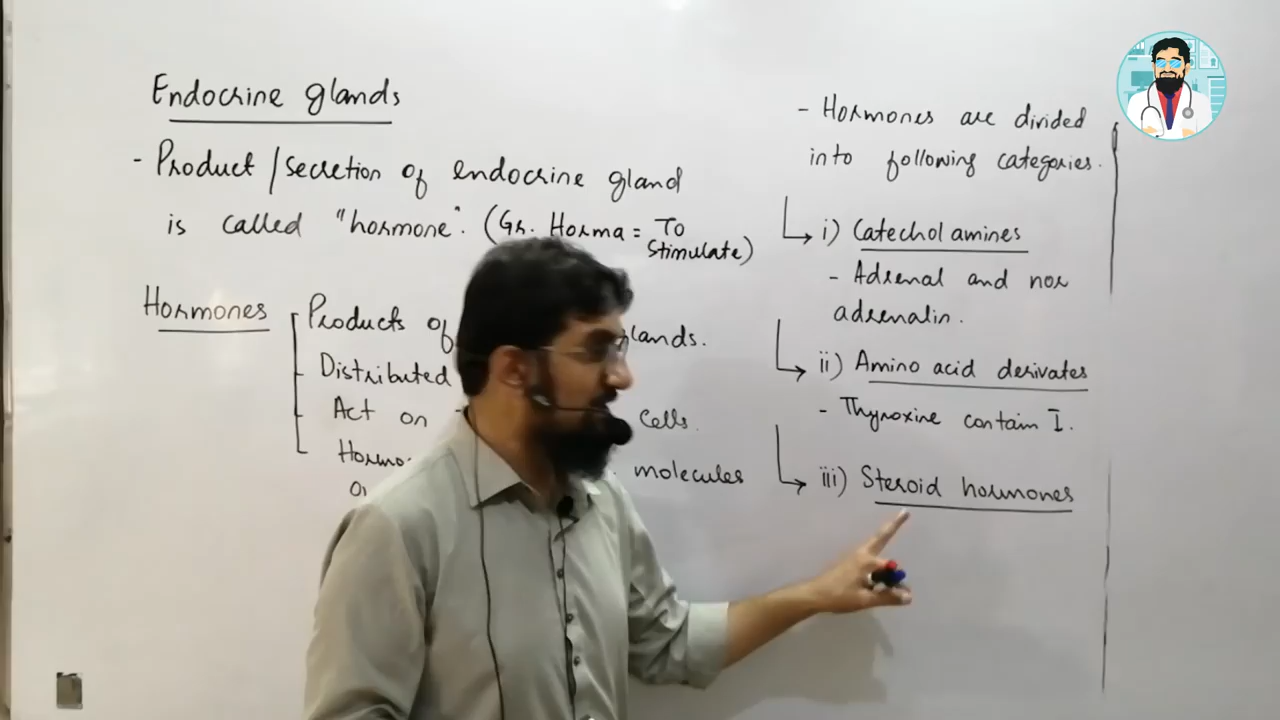 Endocrine glands
- Product/secretion of endocrine gland
is called "hormone". (Gr. Horma = To
Stimulate)
Hormones
Products of glands.
Distributed
Act on cells.
molecules
- Hormones are divided
into following categories.
i) Catecholamines
- Adrenal and nor
adrenalin.
ii) Amino acid derivates
- Thyroxine contain I.
iii) Steroid hormones